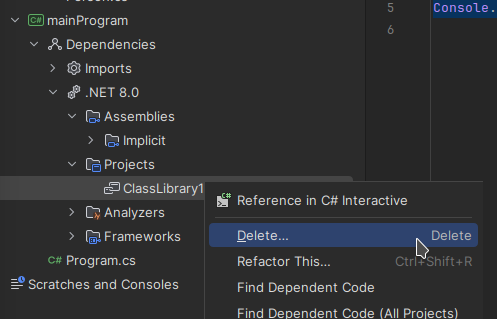 mainProgram
Dependencies
Imports
.NET 8.0
Assemblies
Implicit
Projects
ClassLibrary1
Analyzers
Frameworks
C# Program.cs
Scratches and Consoles
5 Console.
6
C# Reference in C# Interactive
Delete... Delete
Refactor This... Ctrl+Shift+R
Find Dependent Code
Find Dependent Code (All Projects)